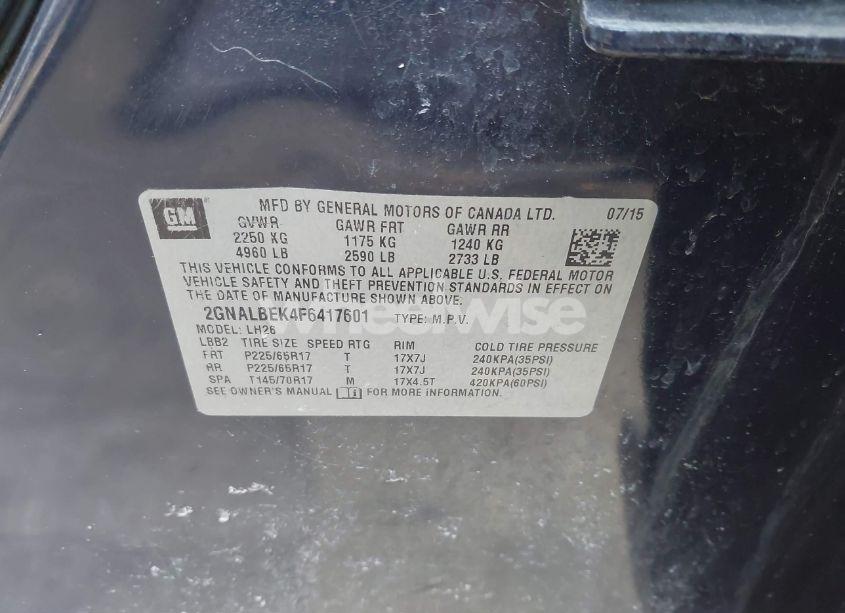 GM
MFD BY GENERAL MOTORS OF CANADA LTD. 07/15
GVWR GAWR FRT GAWR RR
2250 KG 1175 KG 1240 KG
4960 LB 2590 LB 2733 LB
THIS VEHICLE CONFORMS TO ALL APPLICABLE U.S. FEDERAL MOTOR
VEHICLE SAFETY AND THEFT PREVENTION STANDARDS IN EFFECT ON
THE DATE OF MANUFACTURE SHOWN ABOVE.
2GNALBEK4F6417601 TYPE: M.P.V.
MODEL: LH26
LBB2 TIRE SIZE SPEED RTG RIM COLD TIRE PRESSURE
FRT P225/65R17 T 17X7J 240KPA(35PSI)
RR P225/65R17 T 17X7J 240KPA(35PSI)
SPA T145/70R17 M 17X4.5T 420KPA(60PSI)
SEE OWNER'S MANUAL FOR MORE INFORMATION.
wheelwise